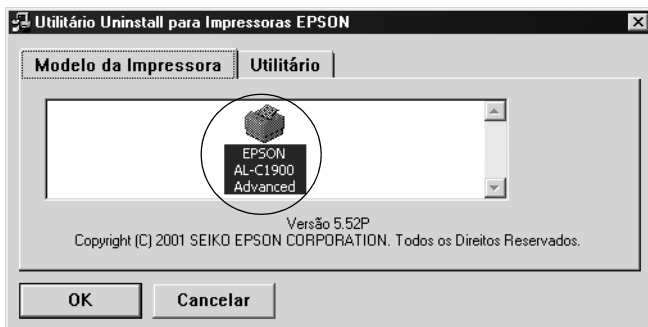 Utilitário Uninstall para Impressoras EPSON
Modelo da Impressora Utilitário
EPSON
AL-C1900
Advanced
Versão 5.52P
Copyright (C) 2001 SEIKO EPSON CORPORATION. Todos os Direitos Reservados.
OK Cancelar